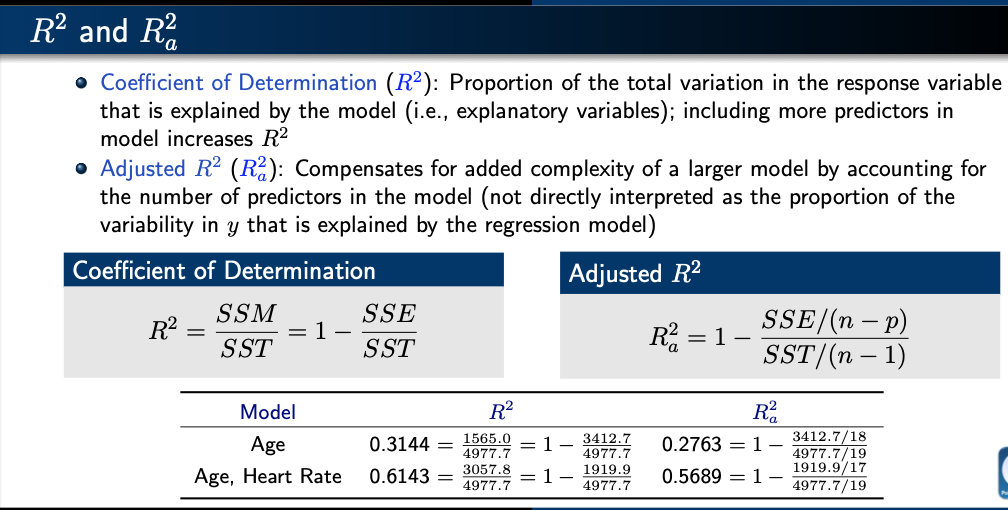 R² and R²ₐ
Coefficient of Determination (R²): Proportion of the total variation in the response variable
that is explained by the model (i.e., explanatory variables); including more predictors in
model increases R²
Adjusted R² (R²ₐ): Compensates for added complexity of a larger model by accounting for
the number of predictors in the model (not directly interpreted as the proportion of the
variability in y that is explained by the regression model)
Coefficient of Determination
R² = SSM/SST = 1 − SSE/SST
Adjusted R²
R²ₐ = 1 − SSE/(n − p) / SST/(n − 1)
Model R² R²ₐ
Age 0.3144 = 1565.0/4977.7 = 1 − 3412.7/4977.7 0.2763 = 1 − 3412.7/18 / 4977.7/19
Age, Heart Rate 0.6143 = 3057.8/4977.7 = 1 − 1919.9/4977.7 0.5689 = 1 − 1919.9/17 / 4977.7/19